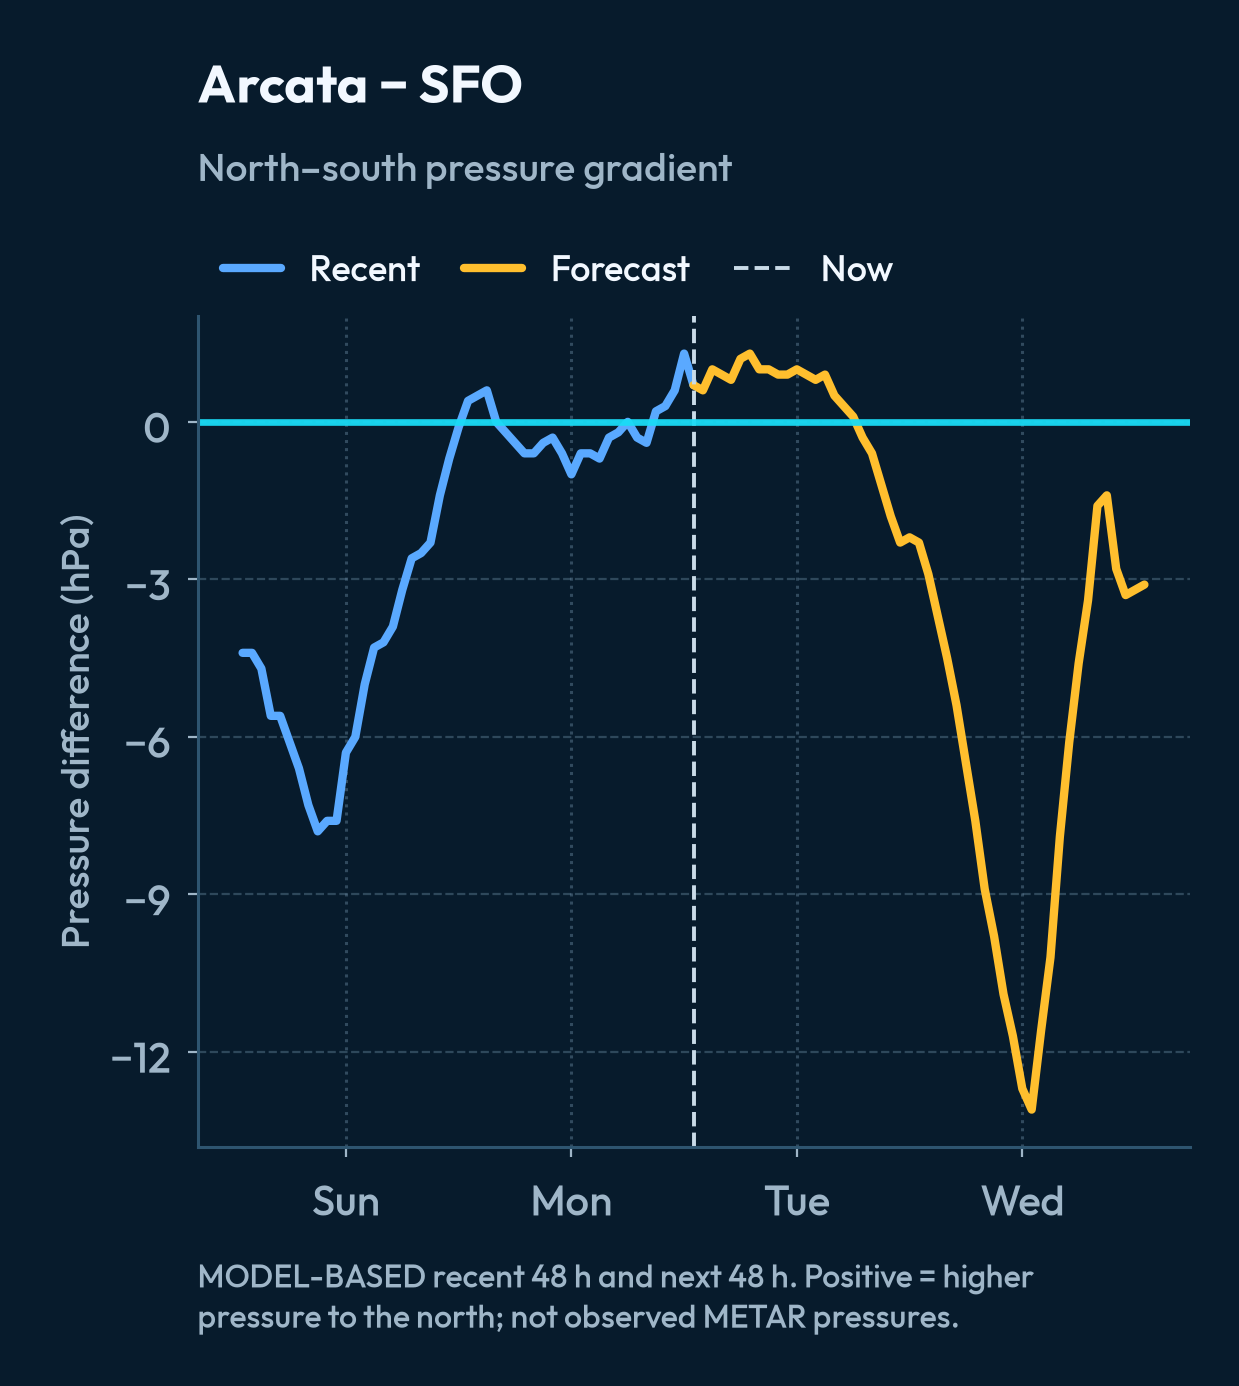 Arcata – SFO
North–south pressure gradient
Recent
Forecast
Now
Pressure difference (hPa)
0
−3
−6
−9
−12
Sun
Mon
Tue
Wed
MODEL-BASED recent 48 h and next 48 h. Positive = higher
pressure to the north; not observed METAR pressures.